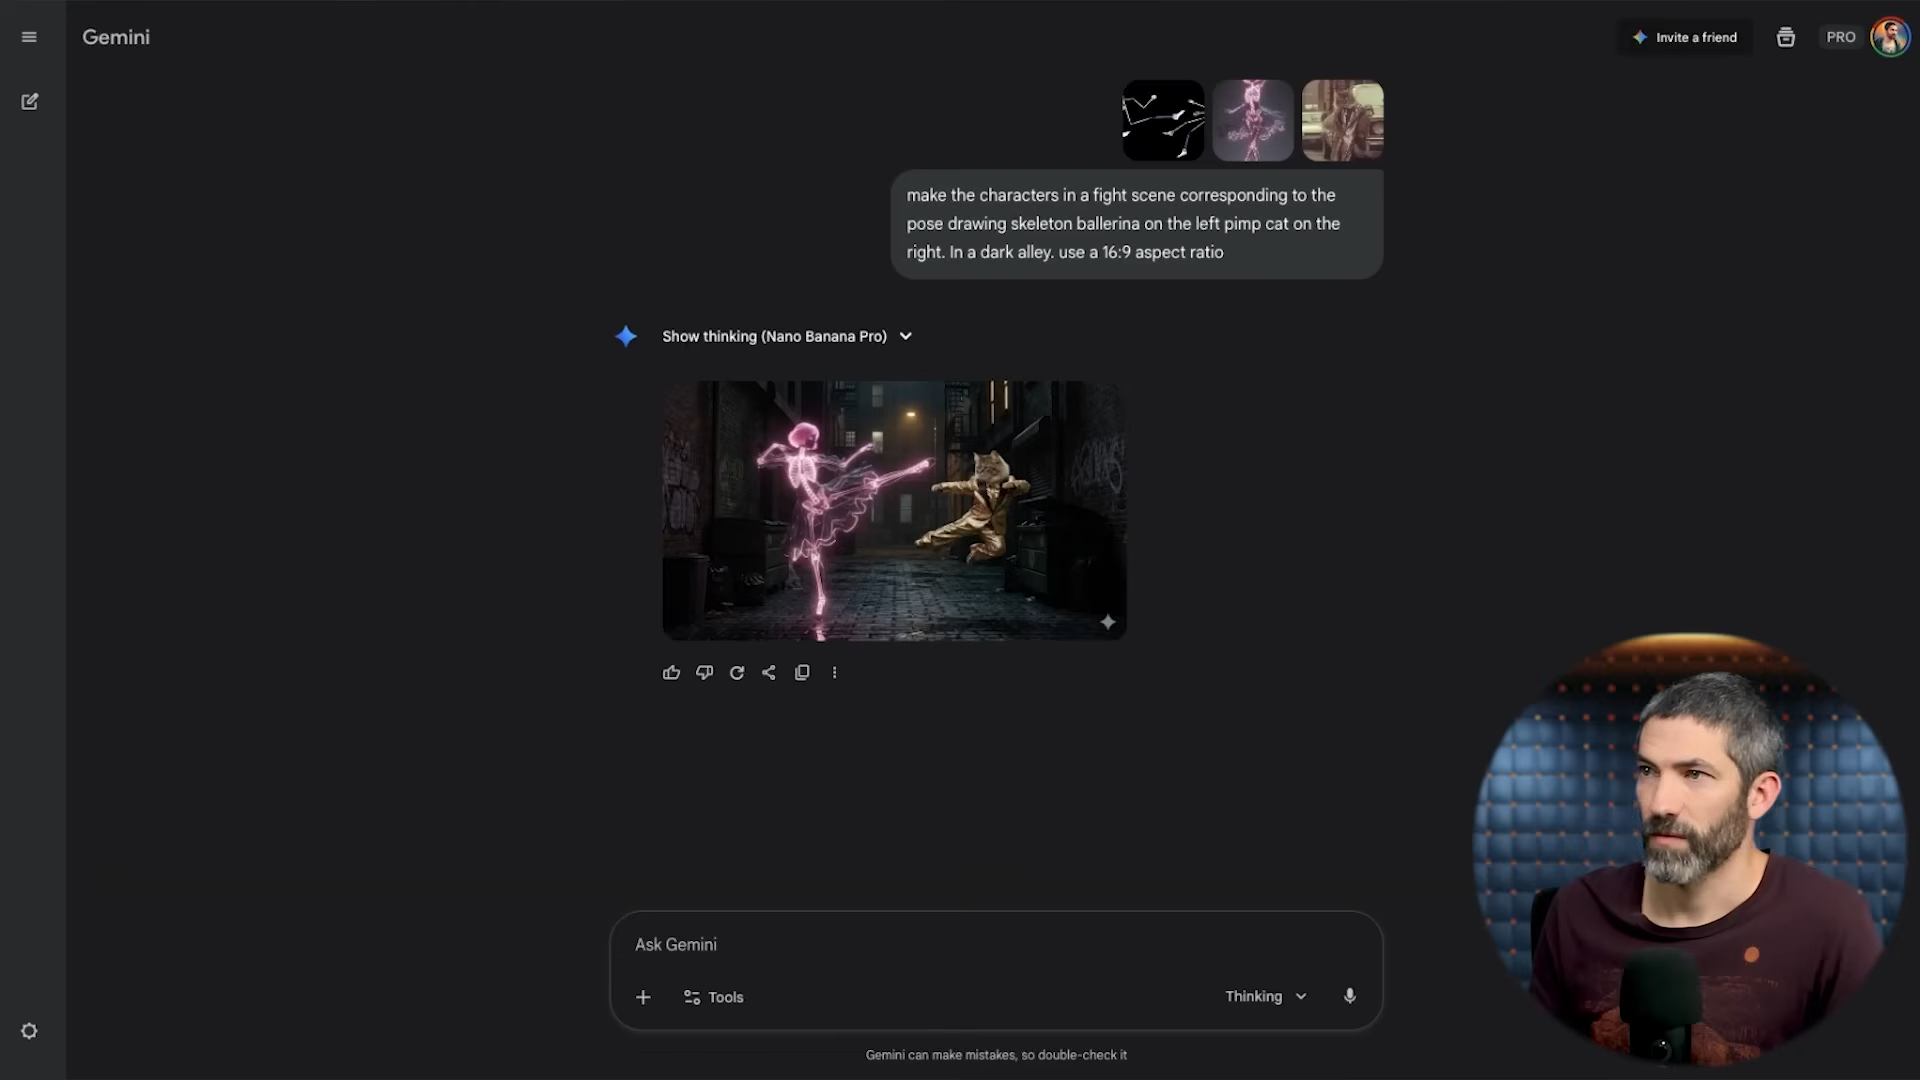 Gemini
Invite a friend
PRO
make the characters in a fight scene corresponding to the
pose drawing skeleton ballerina on the left pimp cat on the
right. In a dark alley. use a 16:9 aspect ratio
Show thinking (Nano Banana Pro)
Ask Gemini
Tools
Thinking
Gemini can make mistakes, so double-check it